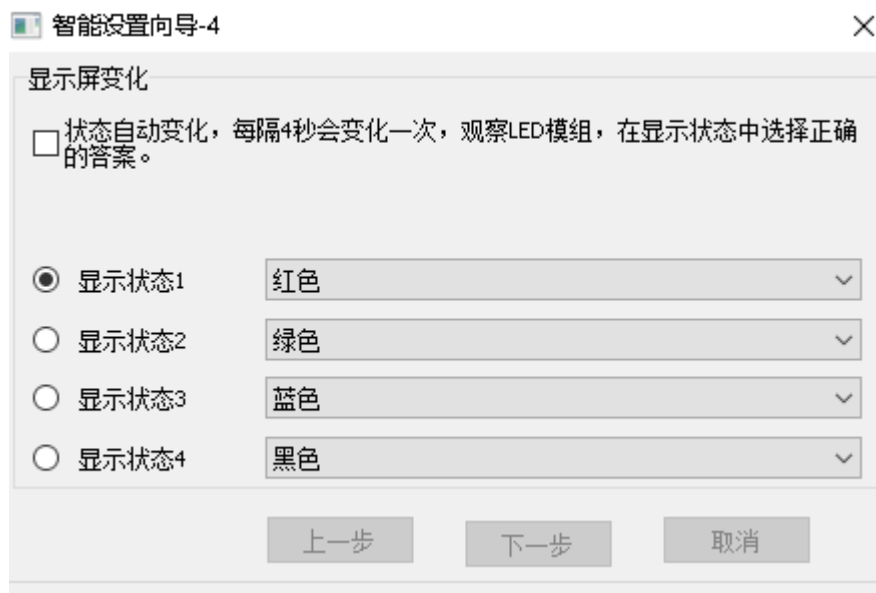 智能设置向导-4
显示屏变化
状态自动变化，每隔4秒会变化一次，观察LED模组，在显示状态中选择正确
的答案。
显示状态1 红色
显示状态2 绿色
显示状态3 蓝色
显示状态4 黑色
上一步 下一步 取消